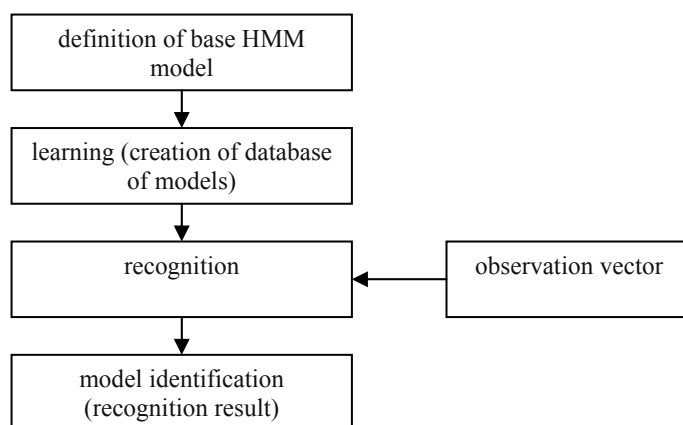 definition of base HMM
model
learning (creation of database
of models)
recognition
observation vector
model identification
(recognition result)